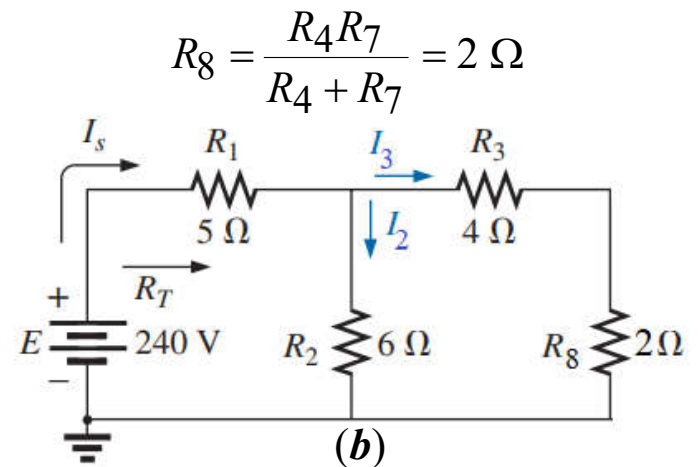 R8 = R4R7 / R4 + R7 = 2 Ω
Is R1 I3 R3
5 Ω I2 4 Ω
RT
+
E 240 V R2 6 Ω R8 2Ω
–
(b)